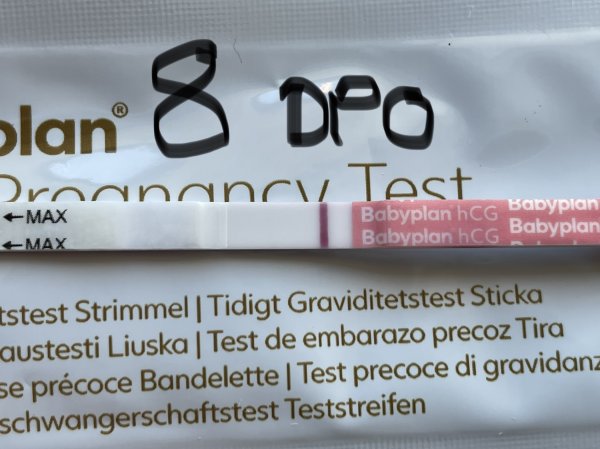 8 DPO
plan®
Pregnancy Test
←MAX Babyplan hCG Babyplan
←MAX Babyplan hCG Babyplan
tstest Strimmel | Tidigt Graviditetstest Sticka
austesti Liuska | Test de embarazo precoz Tira
se précoce Bandelette | Test precoce di gravidanz
schwangerschaftstest Teststreifen